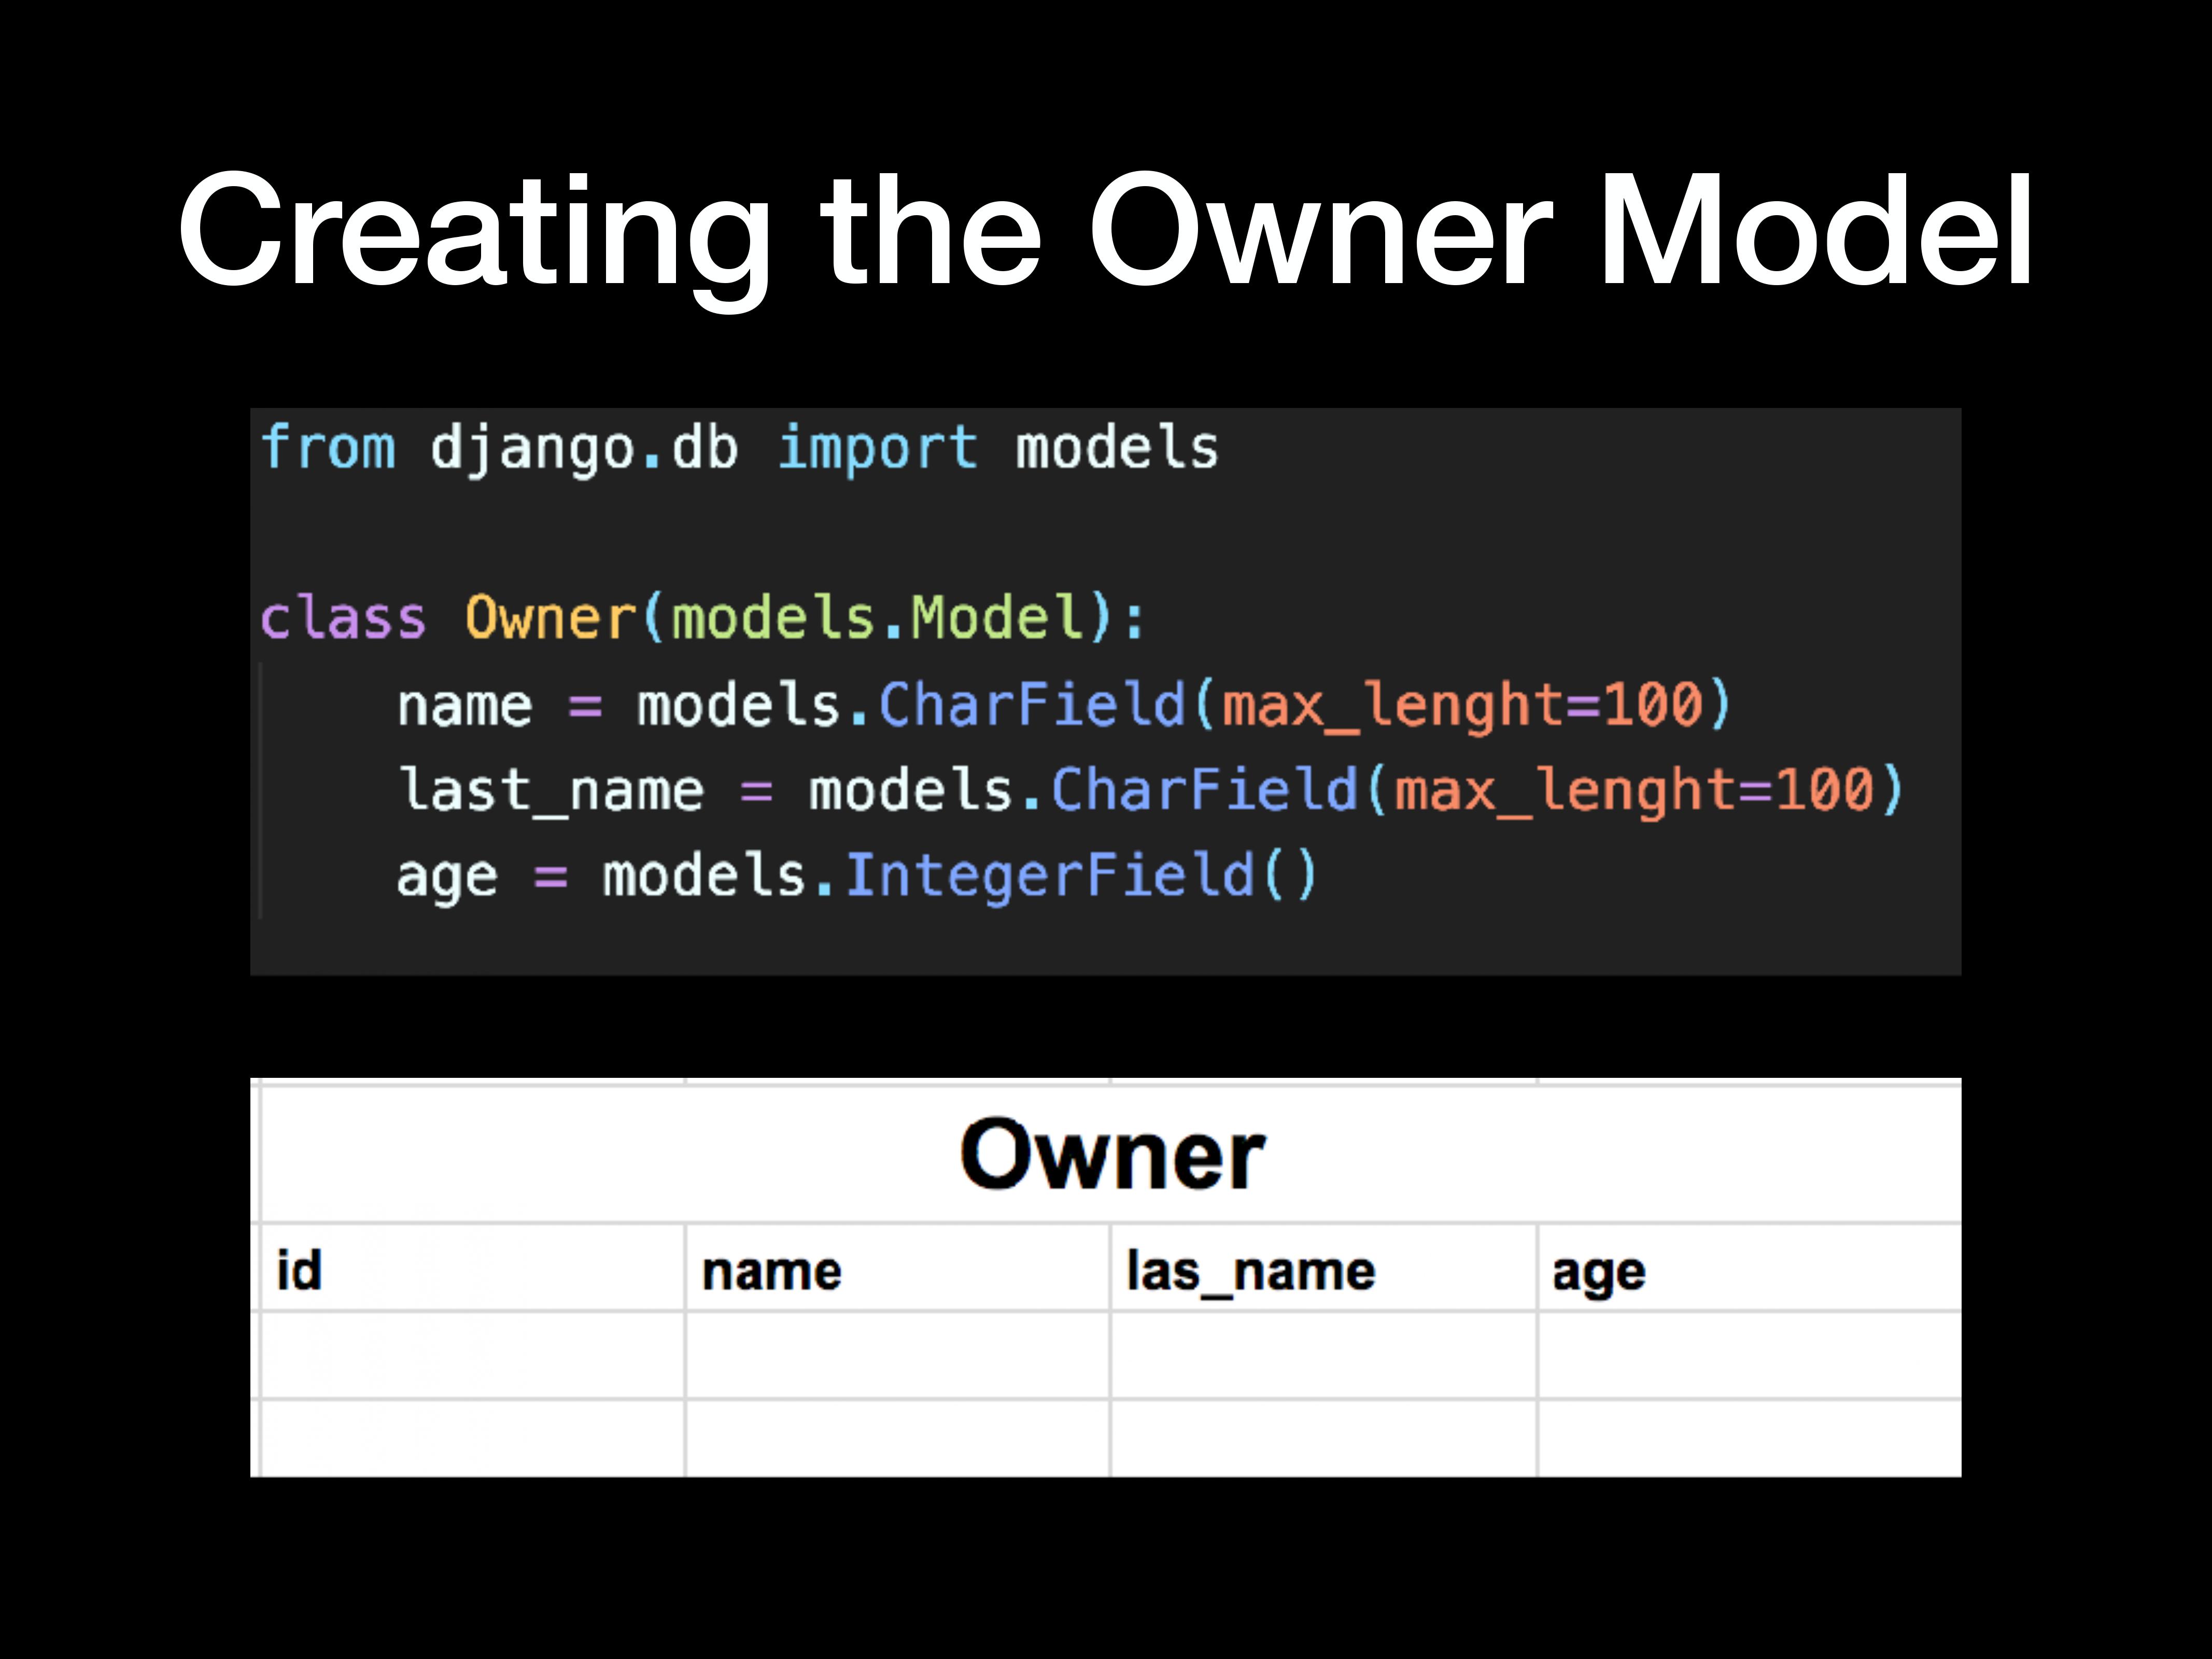 Creating the Owner Model
from django.db import models
class Owner(models.Model):
name = models.CharField(max_lenght=100)
last_name = models.CharField(max_lenght=100)
age = models.IntegerField()
Owner
id name las_name age